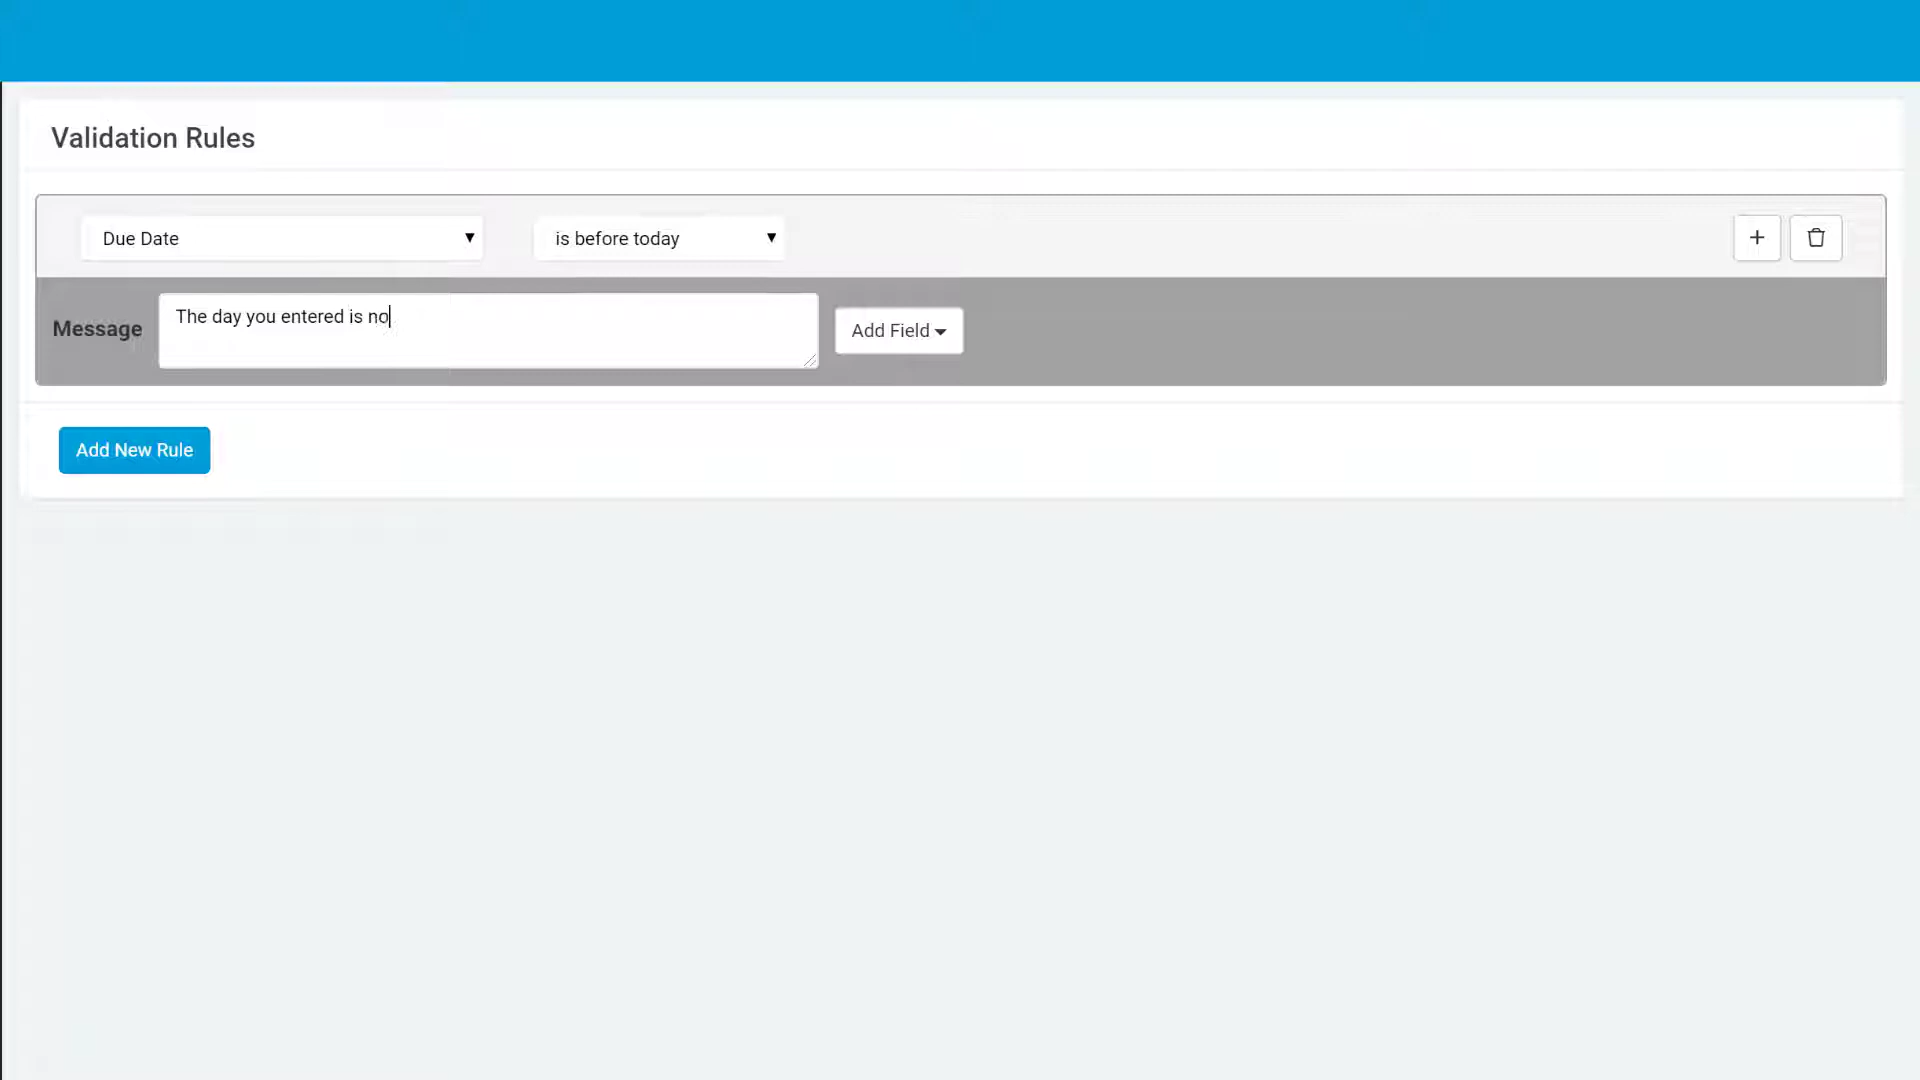 Validation Rules
Due Date
is before today
Message
The day you entered is no
Add Field
Add New Rule